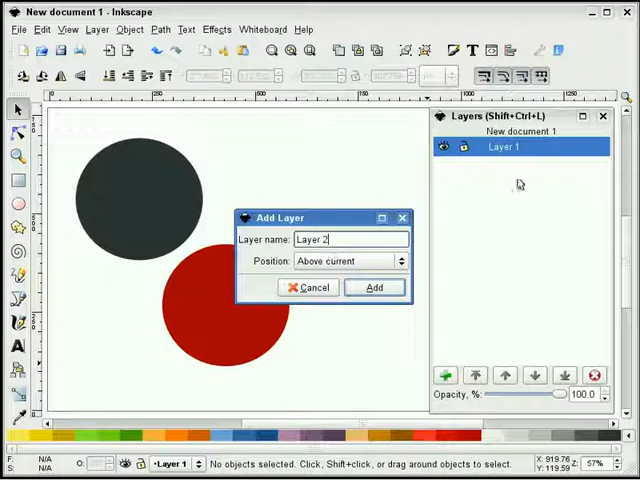 New document 1 - Inkscape
File Edit View Layer Object Path Text Effects Whiteboard Help
Layers (Shift+Ctrl+L)
New document 1
Layer 1
Add Layer
Layer name: Layer 2
Position: Above current
Cancel Add
Opacity, %: 100.0
F: N/A
S: N/A
O:
Layer 1
No objects selected. Click, Shift+click, or drag around objects to select.
X: 919.76
Y: 119.59
Z: 57%